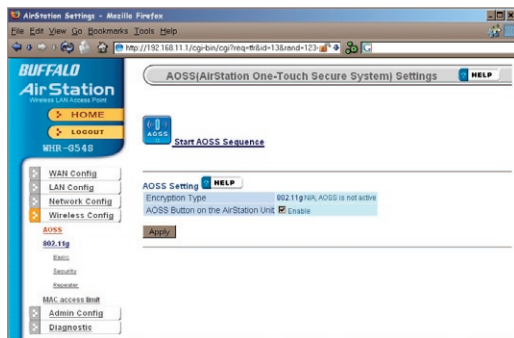 AirStation Settings - Mozilla Firefox
File Edit View Go Bookmarks Tools Help
http://192.168.11.1/cgi-bin/cgi?req=tfr&id=13&rand=123
BUFFALO
AirStation
Wireless LAN Access Point
HOME
LOGOUT
WHR-G54S
WAN Config
LAN Config
Network Config
Wireless Config
AOSS
802.11g
Basic
Security
Repeater
MAC access limit
Admin Config
Diagnostic
AOSS(AirStation One-Touch Secure System) Settings
? HELP
AOSS
Start AOSS Sequence
AOSS Setting ? HELP
Encryption Type 802.11g N/A, AOSS is not active
AOSS Button on the AirStation Unit Enable
Apply